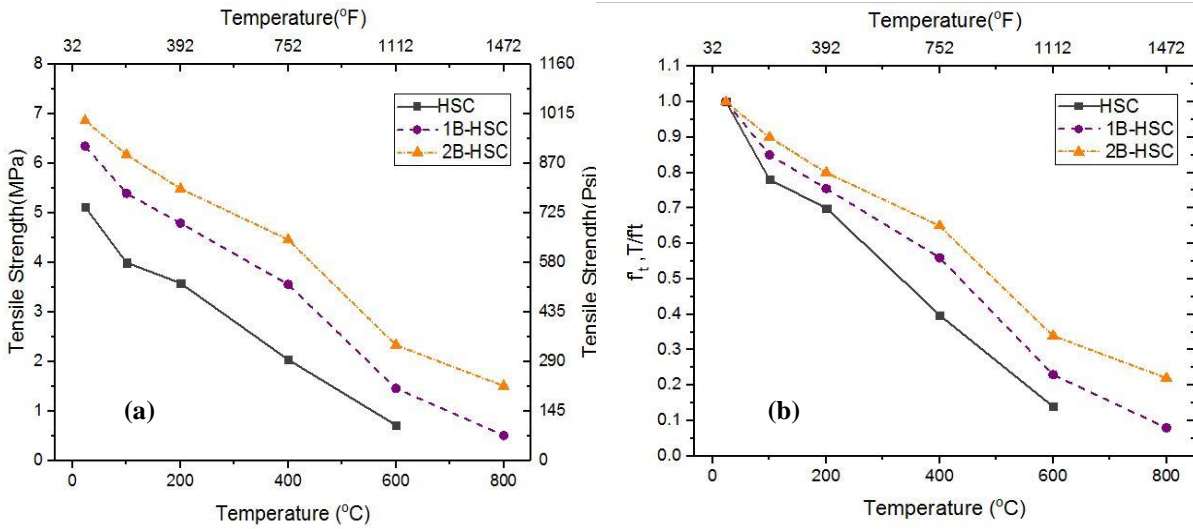 Temperature(°F)
32 392 752 1112 1472
8 1160
7 1015
6 870
5 725
4 580
3 435
2 290
1 145
0 0
Tensile Strength(MPa)
Tensile Strength(Psi)
HSC
1B-HSC
2B-HSC
(a)
0 200 400 600 800
Temperature (°C)
Temperature(°F)
32 392 752 1112 1472
1.1
1.0
0.9
0.8
0.7
0.6
0.5
0.4
0.3
0.2
0.1
0.0
f't ,T/f't
HSC
1B-HSC
2B-HSC
(b)
0 200 400 600 800
Temperature (°C)